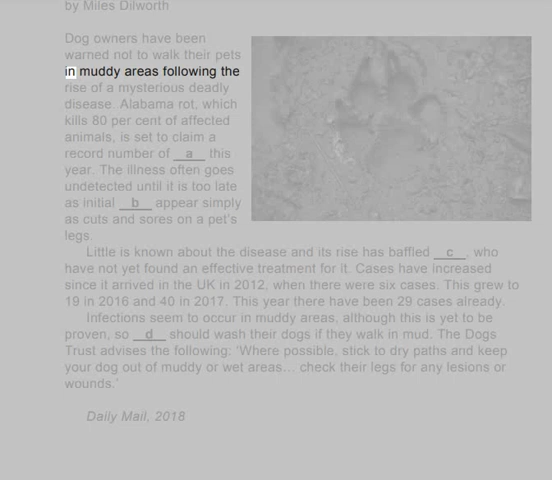 by Miles Dilworth
Dog owners have been
warned not to walk their pets
in muddy areas following the
rise of a mysterious deadly
disease. Alabama rot, which
kills 80 per cent of affected
animals, is set to claim a
record number of __a__ this
year. The illness often goes
undetected until it is too late
as initial __b__ appear simply
as cuts and sores on a pet's
legs.
Little is known about the disease and its rise has baffled __c__, who
have not yet found an effective treatment for it. Cases have increased
since it arrived in the UK in 2012, when there were six cases. This grew to
19 in 2016 and 40 in 2017. This year there have been 29 cases already.
Infections seem to occur in muddy areas, although this is yet to be
proven, so __d__ should wash their dogs if they walk in mud. The Dogs
Trust advises the following: 'Where possible, stick to dry paths and keep
your dog out of muddy or wet areas... check their legs for any lesions or
wounds.'
Daily Mail, 2018